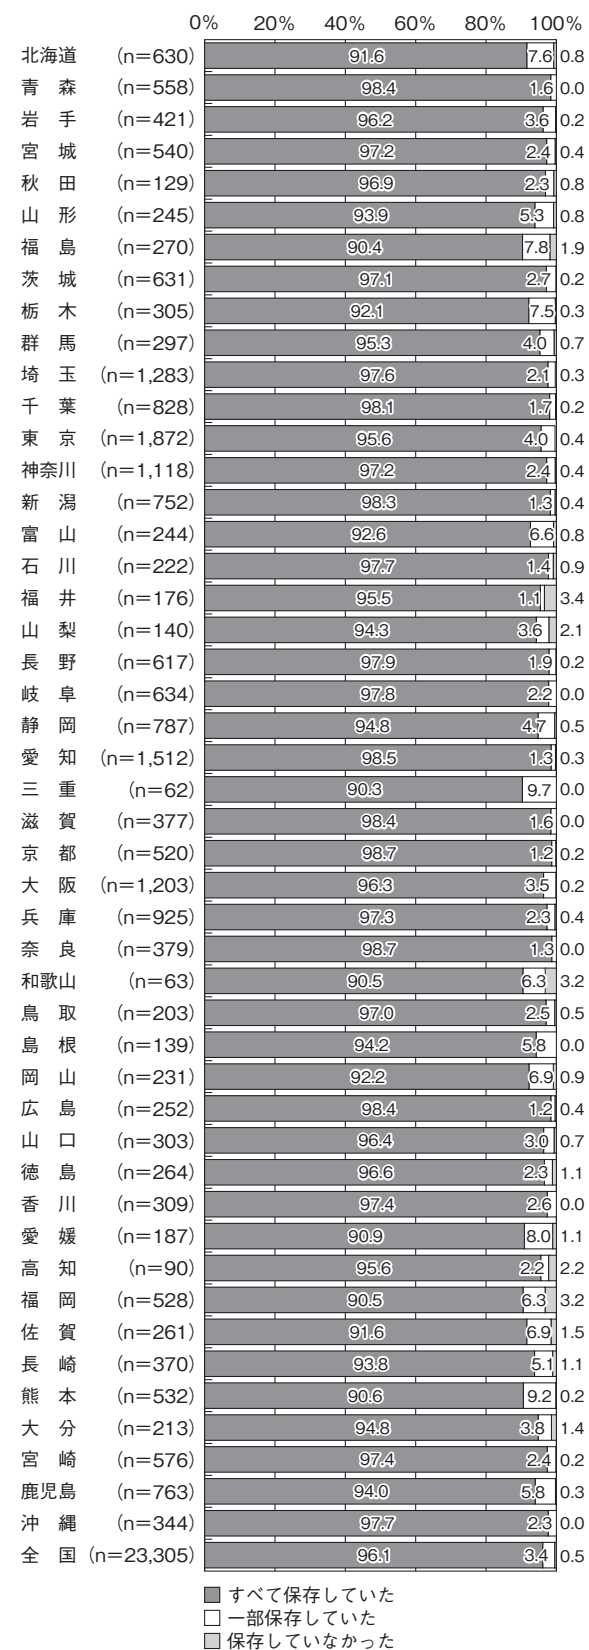 0% 20% 40% 60% 80% 100%
北海道 (n=630) 91.6 7.6 0.8
青 森 (n=558) 98.4 1.6 0.0
岩 手 (n=421) 96.2 3.6 0.2
宮 城 (n=540) 97.2 2.4 0.4
秋 田 (n=129) 96.9 2.3 0.8
山 形 (n=245) 93.9 5.3 0.8
福 島 (n=270) 90.4 7.8 1.9
茨 城 (n=631) 97.1 2.7 0.2
栃 木 (n=305) 92.1 7.5 0.3
群 馬 (n=297) 95.3 4.0 0.7
埼 玉 (n=1,283) 97.6 2.1 0.3
千 葉 (n=828) 98.1 1.7 0.2
東 京 (n=1,872) 95.6 4.0 0.4
神奈川 (n=1,118) 97.2 2.4 0.4
新 潟 (n=752) 98.3 1.3 0.4
富 山 (n=244) 92.6 6.6 0.8
石 川 (n=222) 97.7 1.4 0.9
福 井 (n=176) 95.5 1.1 3.4
山 梨 (n=140) 94.3 3.6 2.1
長 野 (n=617) 97.9 1.9 0.2
岐 阜 (n=634) 97.8 2.2 0.0
静 岡 (n=787) 94.8 4.7 0.5
愛 知 (n=1,512) 98.5 1.3 0.3
三 重 (n=62) 90.3 9.7 0.0
滋 賀 (n=377) 98.4 1.6 0.0
京 都 (n=520) 98.7 1.2 0.2
大 阪 (n=1,203) 96.3 3.5 0.2
兵 庫 (n=925) 97.3 2.3 0.4
奈 良 (n=379) 98.7 1.3 0.0
和歌山 (n=63) 90.5 6.3 3.2
鳥 取 (n=203) 97.0 2.5 0.5
島 根 (n=139) 94.2 5.8 0.0
岡 山 (n=231) 92.2 6.9 0.9
広 島 (n=252) 98.4 1.2 0.4
山 口 (n=303) 96.4 3.0 0.7
徳 島 (n=264) 96.6 2.3 1.1
香 川 (n=309) 97.4 2.6 0.0
愛 媛 (n=187) 90.9 8.0 1.1
高 知 (n=90) 95.6 2.2 2.2
福 岡 (n=528) 90.5 6.3 3.2
佐 賀 (n=261) 91.6 6.9 1.5
長 崎 (n=370) 93.8 5.1 1.1
熊 本 (n=532) 90.6 9.2 0.2
大 分 (n=213) 94.8 3.8 1.4
宮 崎 (n=576) 97.4 2.4 0.2
鹿児島 (n=763) 94.0 5.8 0.3
沖 縄 (n=344) 97.7 2.3 0.0
全 国 (n=23,305) 96.1 3.4 0.5
すべて保存していた
一部保存していた
保存していなかった